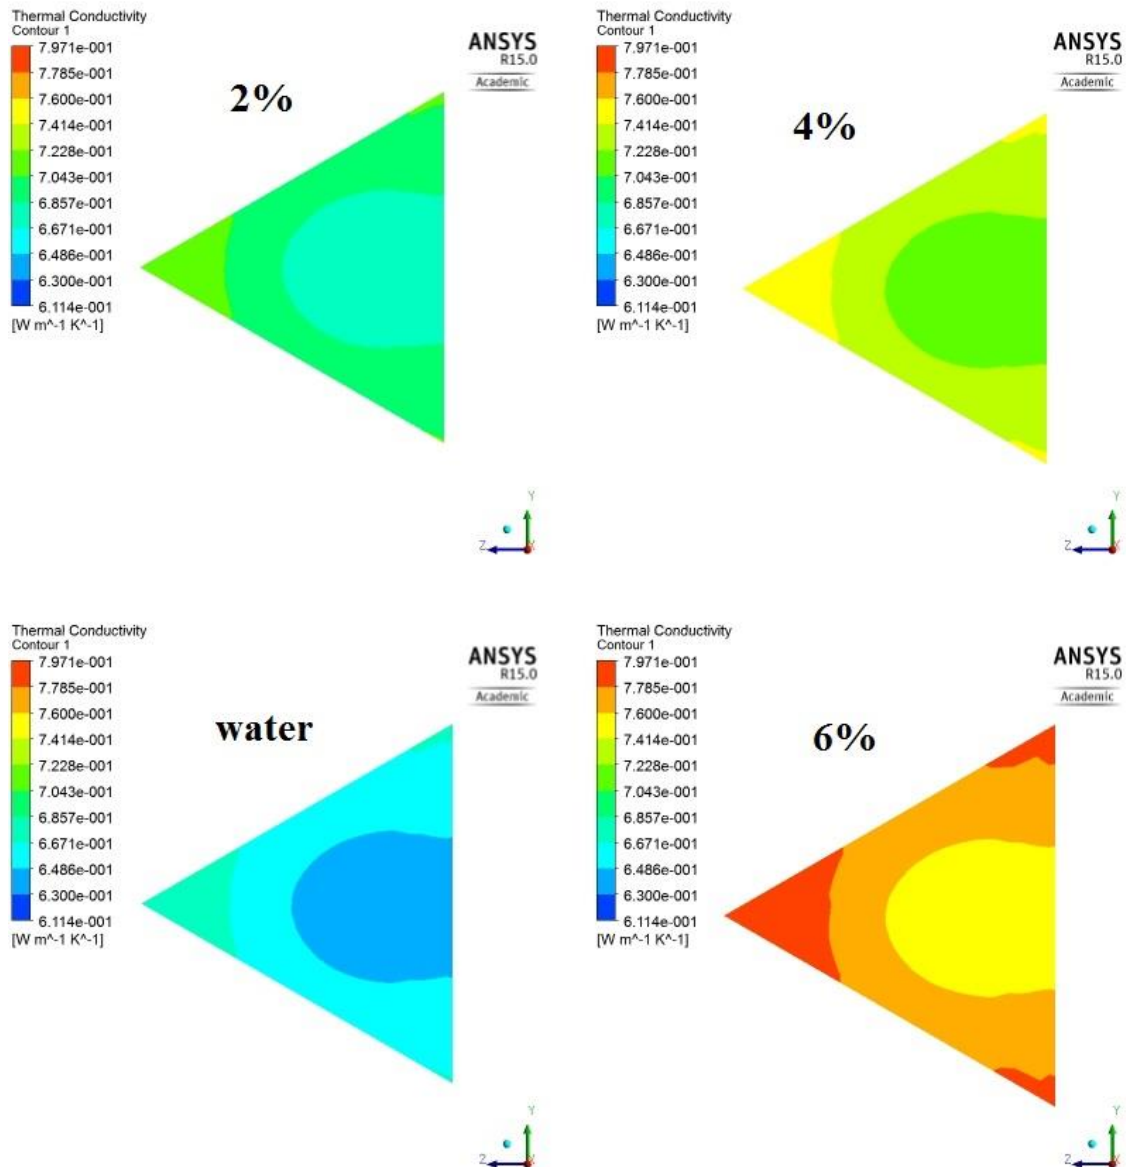 Thermal Conductivity
Contour 1
7.971e-001
7.785e-001
7.600e-001
7.414e-001
7.228e-001
7.043e-001
6.857e-001
6.671e-001
6.486e-001
6.300e-001
6.114e-001
[W m^-1 K^-1]
2%
ANSYS
R15.0
Academic
Y
Z
X
Thermal Conductivity
Contour 1
7.971e-001
7.785e-001
7.600e-001
7.414e-001
7.228e-001
7.043e-001
6.857e-001
6.671e-001
6.486e-001
6.300e-001
6.114e-001
[W m^-1 K^-1]
4%
ANSYS
R15.0
Academic
Y
Z
X
Thermal Conductivity
Contour 1
7.971e-001
7.785e-001
7.600e-001
7.414e-001
7.228e-001
7.043e-001
6.857e-001
6.671e-001
6.486e-001
6.300e-001
6.114e-001
[W m^-1 K^-1]
water
ANSYS
R15.0
Academic
Y
Z
X
Thermal Conductivity
Contour 1
7.971e-001
7.785e-001
7.600e-001
7.414e-001
7.228e-001
7.043e-001
6.857e-001
6.671e-001
6.486e-001
6.300e-001
6.114e-001
[W m^-1 K^-1]
6%
ANSYS
R15.0
Academic
Y
Z
X